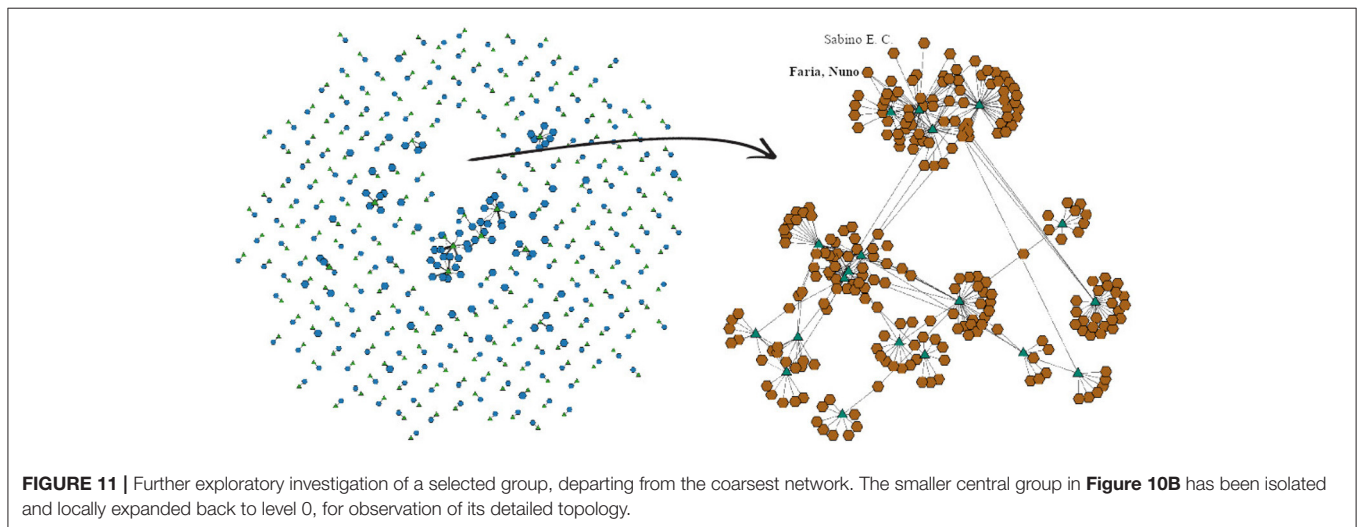 Sabino E. C.
Faria, Nuno
FIGURE 11 | Further exploratory investigation of a selected group, departing from the coarsest network. The smaller central group in Figure 10B has been isolated
and locally expanded back to level 0, for observation of its detailed topology.